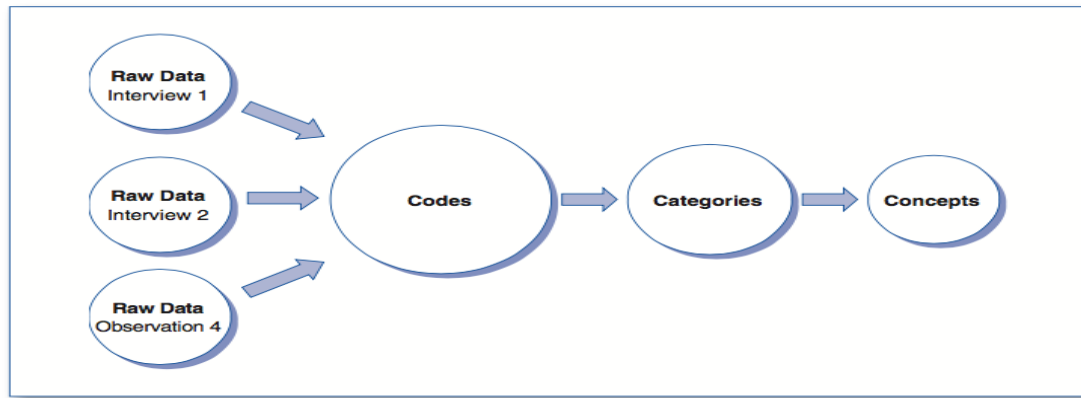 Raw Data
Interview 1
Raw Data
Interview 2
Raw Data
Observation 4
Codes
Categories
Concepts